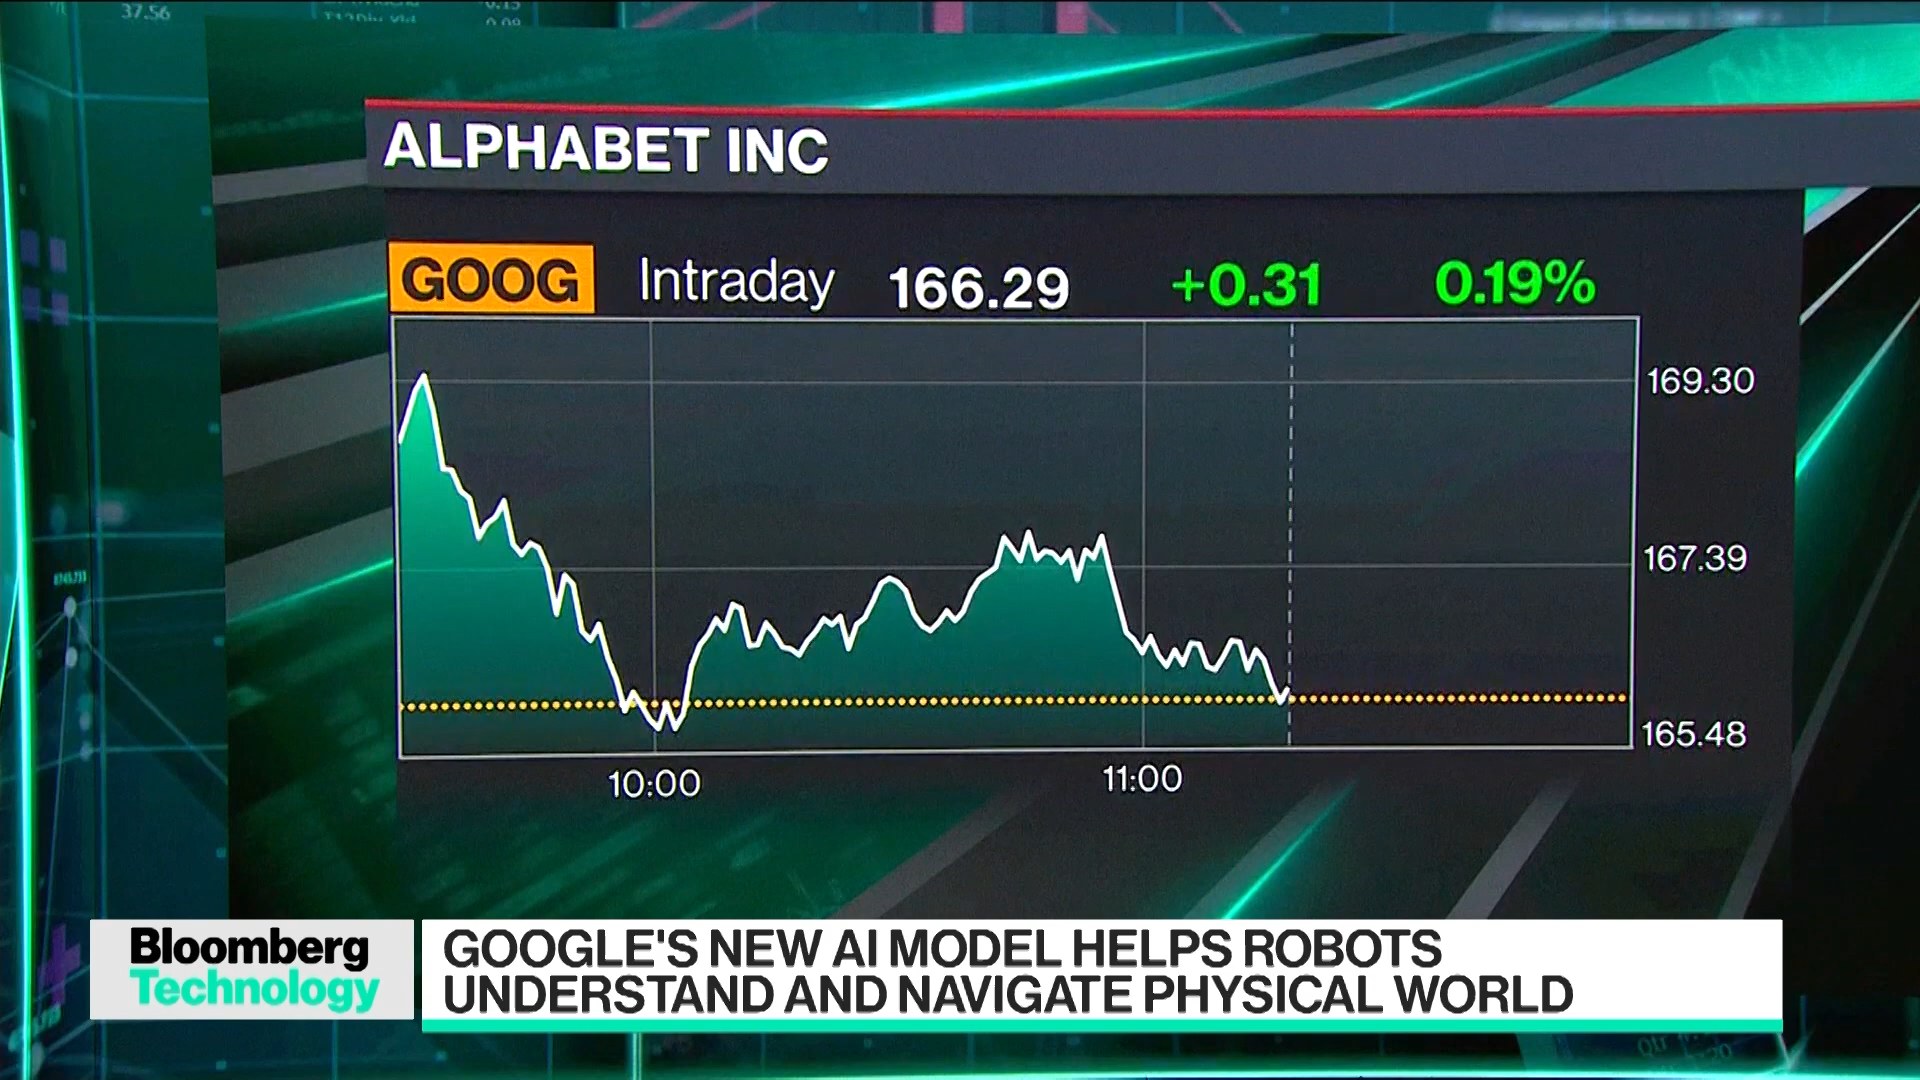 37.56
ALPHABET INC
GOOG Intraday 166.29 +0.31 0.19%
169.30
167.39
165.48
10:00 11:00
Bloomberg
Technology
GOOGLE'S NEW AI MODEL HELPS ROBOTS
UNDERSTAND AND NAVIGATE PHYSICAL WORLD